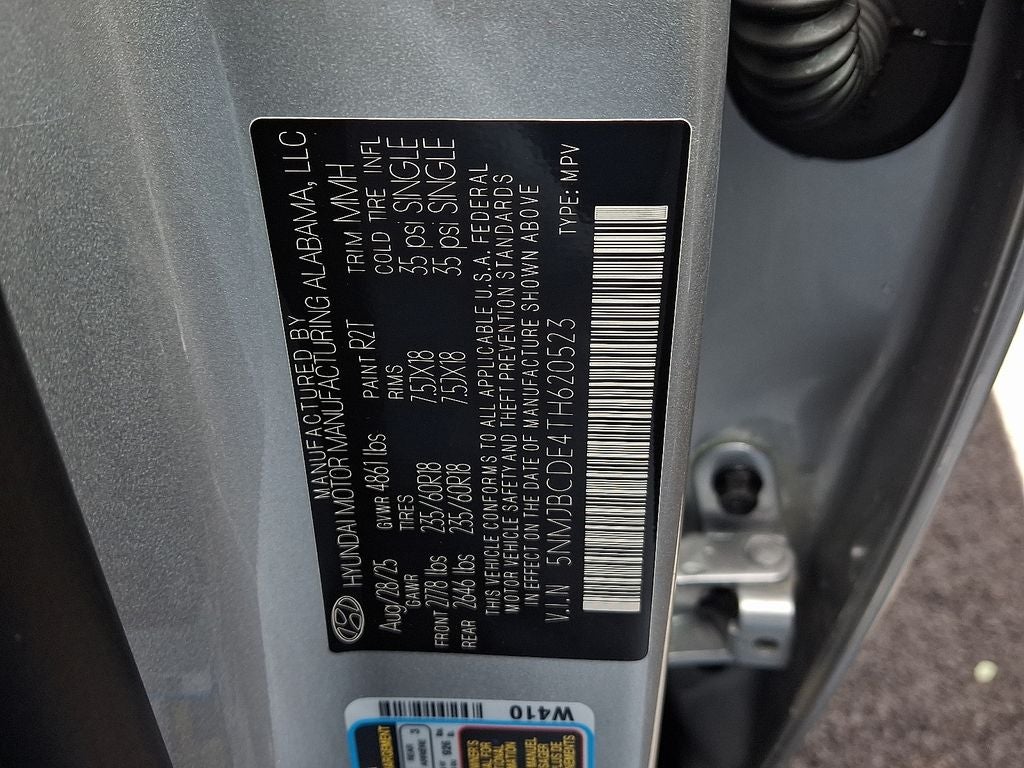 MANUFACTURED BY
HYUNDAI MOTOR MANUFACTURING ALABAMA, LLC
Aug/28/25 GVWR 4861 lbs PAINT R2T TRIM MMH
GAWR TIRES RIMS COLD TIRE INFL
FRONT 2778 lbs 235/60R18 7.5JX18 35 psi SINGLE
REAR 2646 lbs 235/60R18 7.5JX18 35 psi SINGLE
THIS VEHICLE CONFORMS TO ALL APPLICABLE U.S.A. FEDERAL
MOTOR VEHICLE SAFETY AND THEFT PREVENTION STANDARDS
IN EFFECT ON THE DATE OF MANUFACTURE SHOWN ABOVE
V.I.N 5NMJBCDE4TH620523 TYPE: MPV
W410
REAR 3